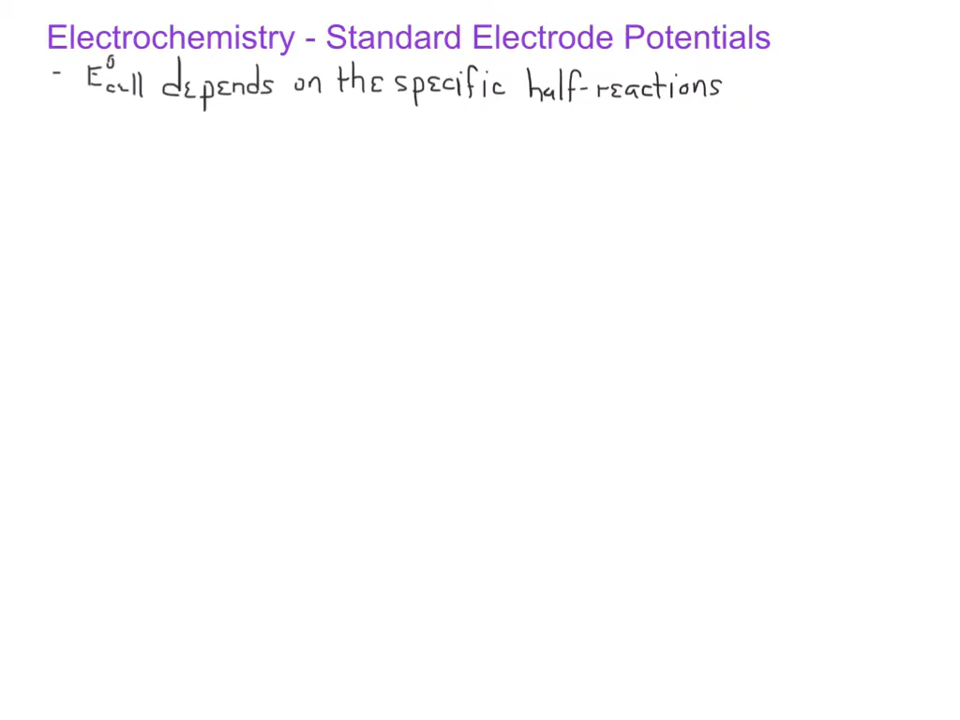 Electrochemistry - Standard Electrode Potentials
- E°cell depends on the specific half-reactions